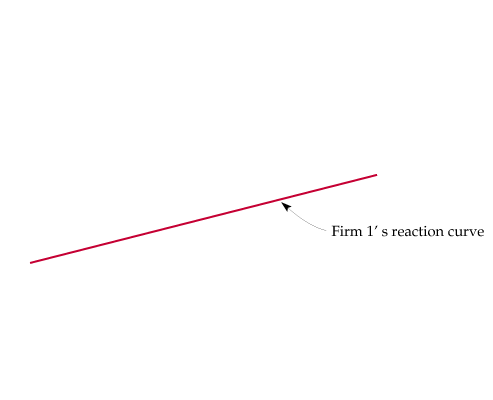 Firm 1’ s reaction curve